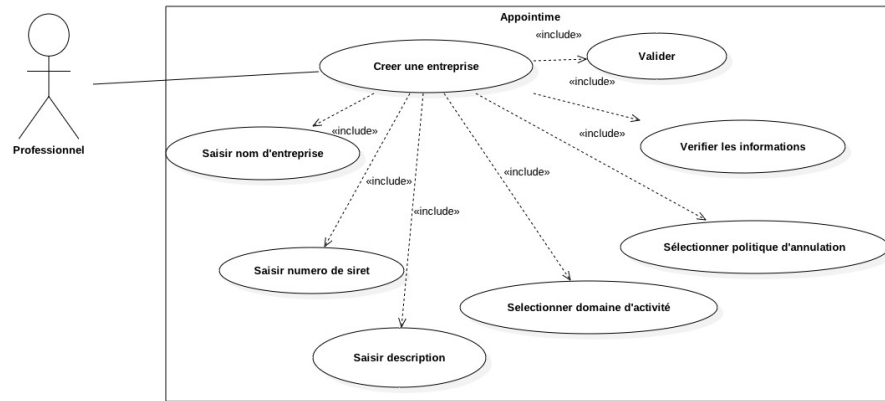 Appointime
«include»
Creer une entreprise
Valider
«include»
«include»
«include»
Professionnel
Saisir nom d'entreprise
Verifier les informations
«include»
«include»
«include»
Sélectionner politique d'annulation
Saisir numero de siret
Selectionner domaine d'activité
Saisir description